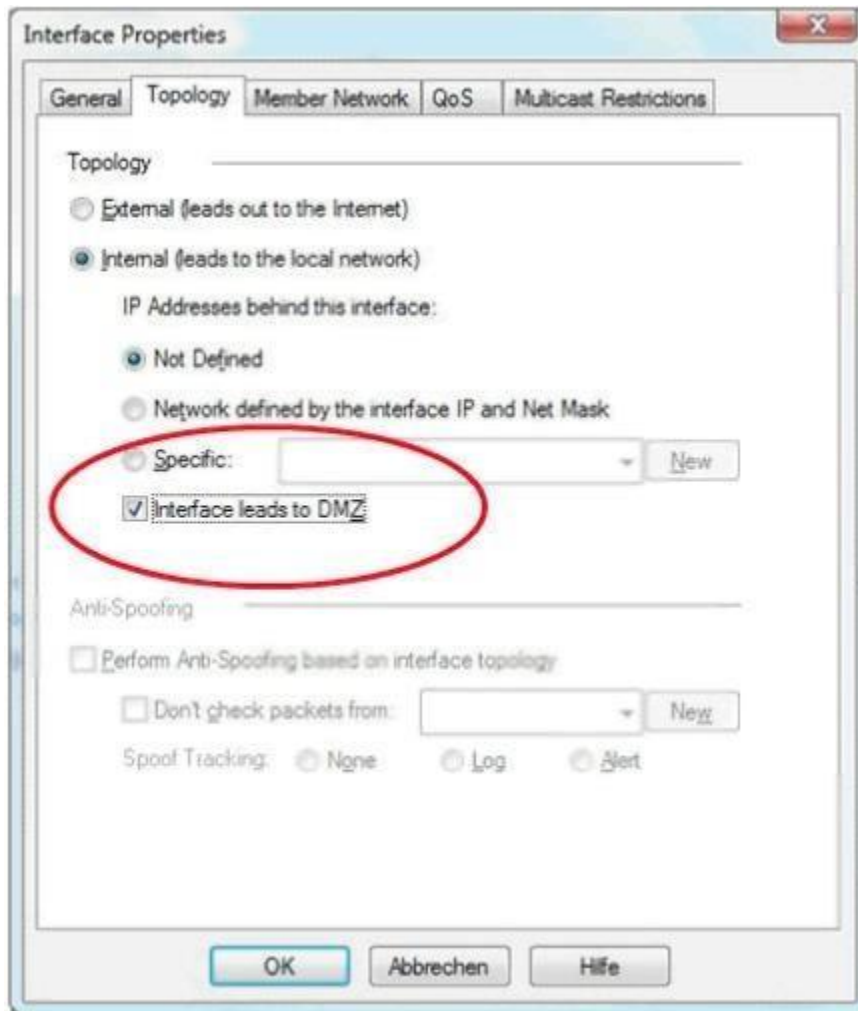 Interface Properties
General Topology Member Network QoS Multicast Restrictions
Topology
External (leads out to the Internet)
Internal (leads to the local network)
IP Addresses behind this interface:
Not Defined
Network defined by the interface IP and Net Mask
Specific: New
Interface leads to DMZ
Anti-Spoofing
Perform Anti-Spoofing based on interface topology
Don't check packets from: New
Spoof Tracking: None Log Alert
OK Abbrechen Hilfe